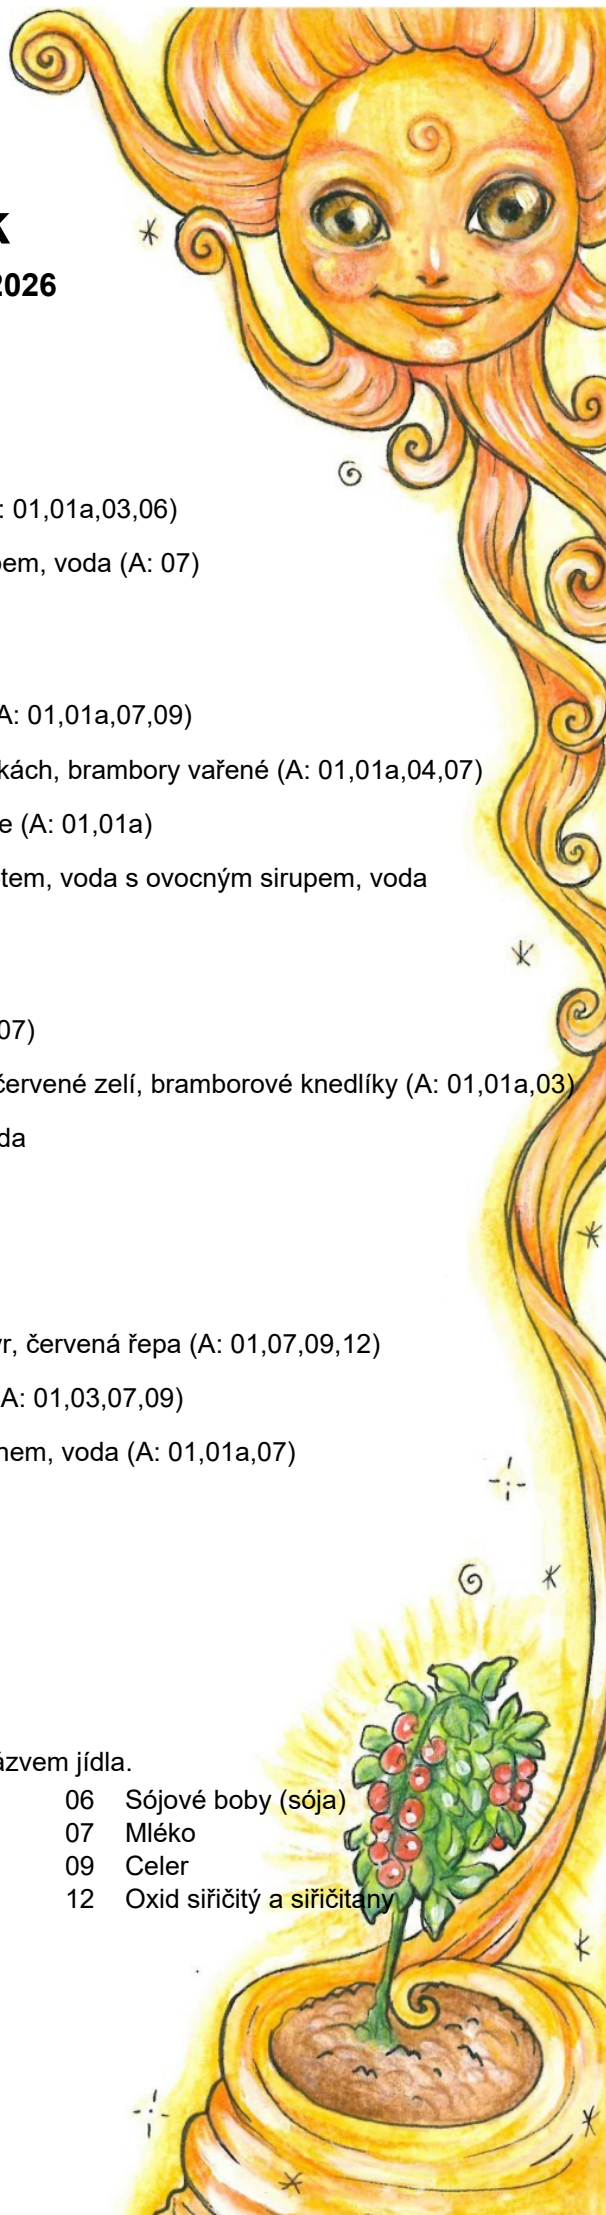 k
2026
: 01,01a,03,06)
pem, voda (A: 07)
A: 01,01a,07,09)
kách, brambory vařené (A: 01,01a,04,07)
e (A: 01,01a)
tem, voda s ovocným sirupem, voda
07)
červené zelí, bramborové knedlíky (A: 01,01a,03)
da
r, červená řepa (A: 01,07,09,12)
A: 01,03,07,09)
nem, voda (A: 01,01a,07)
ázvem jídla.
06 Sójové boby (sója)
07 Mléko
09 Celer
12 Oxid siřičitý a siřičitany